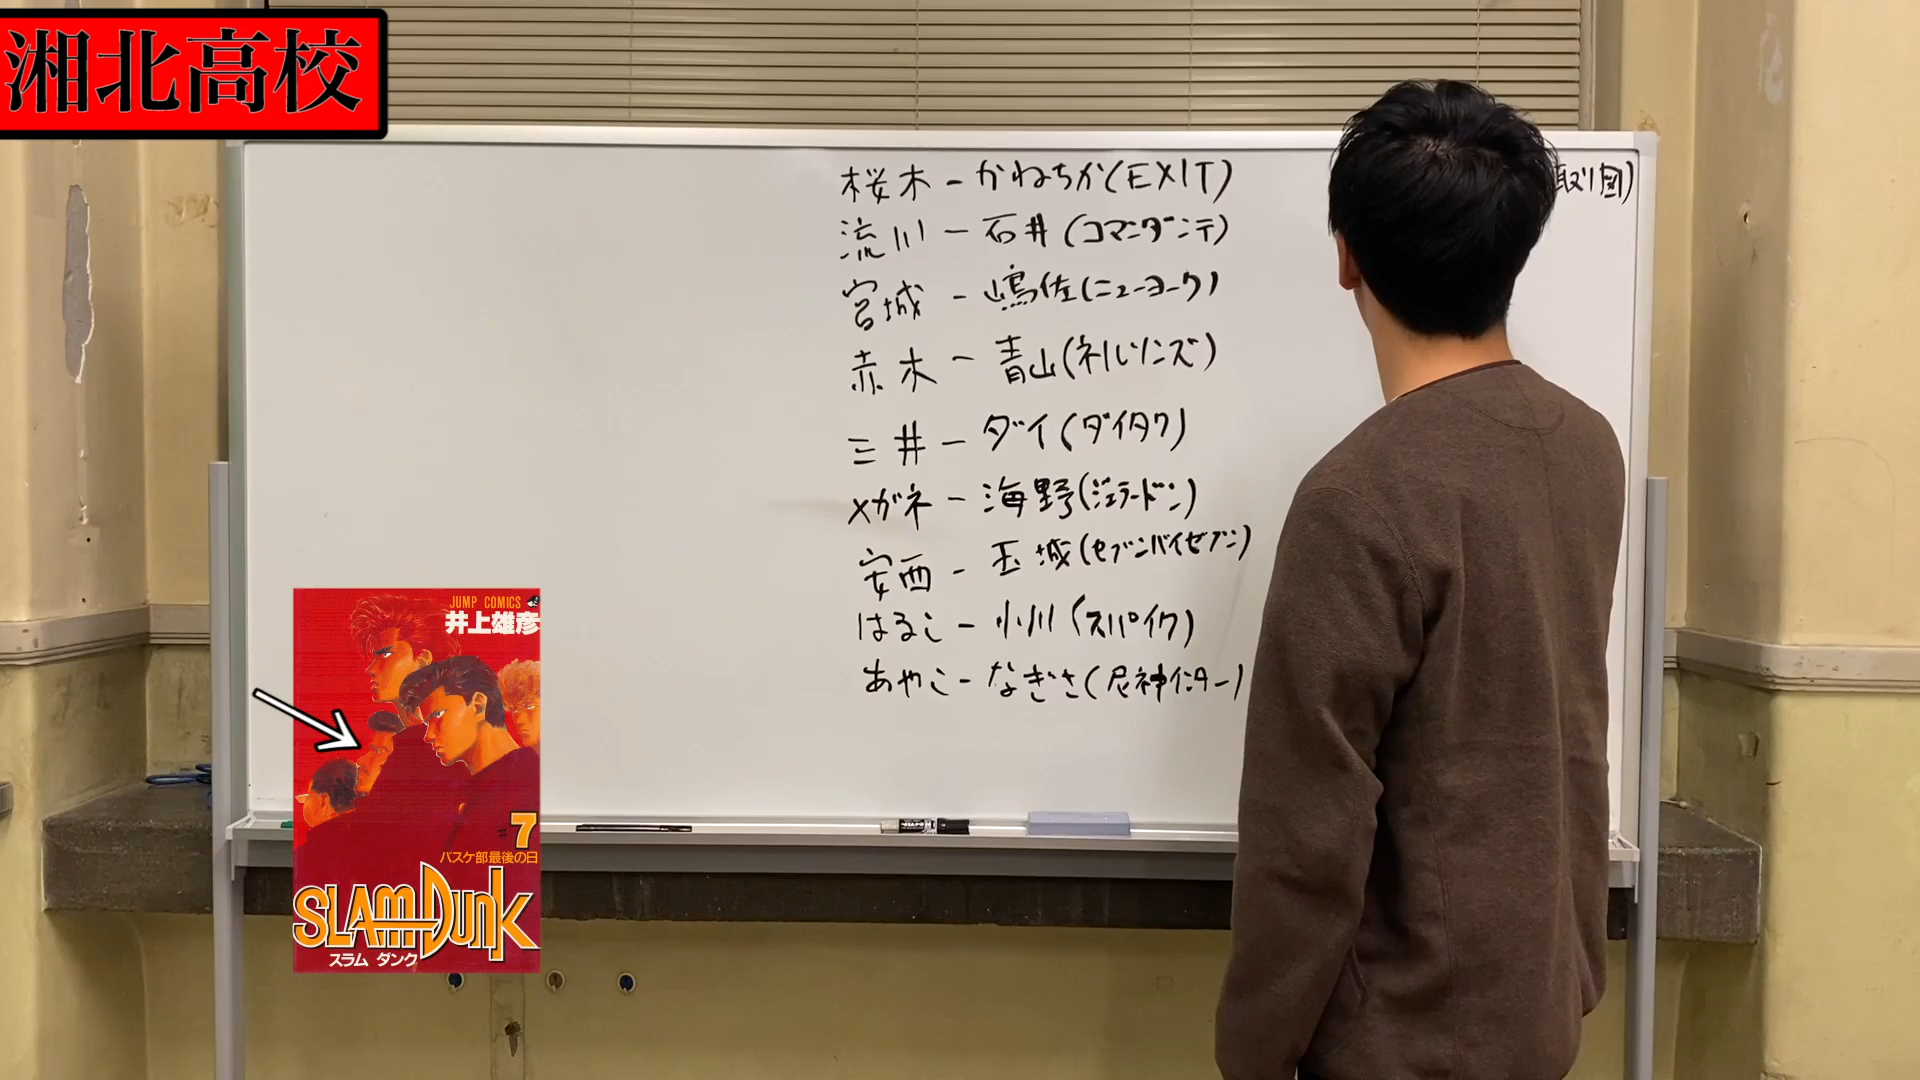 湘北高校
桜木 - かねちか(EXIT)
取り団)
流川 - 石井(コマンダンテ)
宮城 - 嶋佐(ニューヨーク)
赤木 - 青山(ネルソンズ)
三井 - ダイ(ダイタク)
メガネ - 海野(ジェラードン)
安西 - 玉城(セブンバイセブン)
はるこ - 小川(スパイク)
あやこ - なぎさ(尼神インター)
JUMP COMICS
井上雄彦
#7
バスケ部最後の日
SLAM DUNK
スラム ダンク